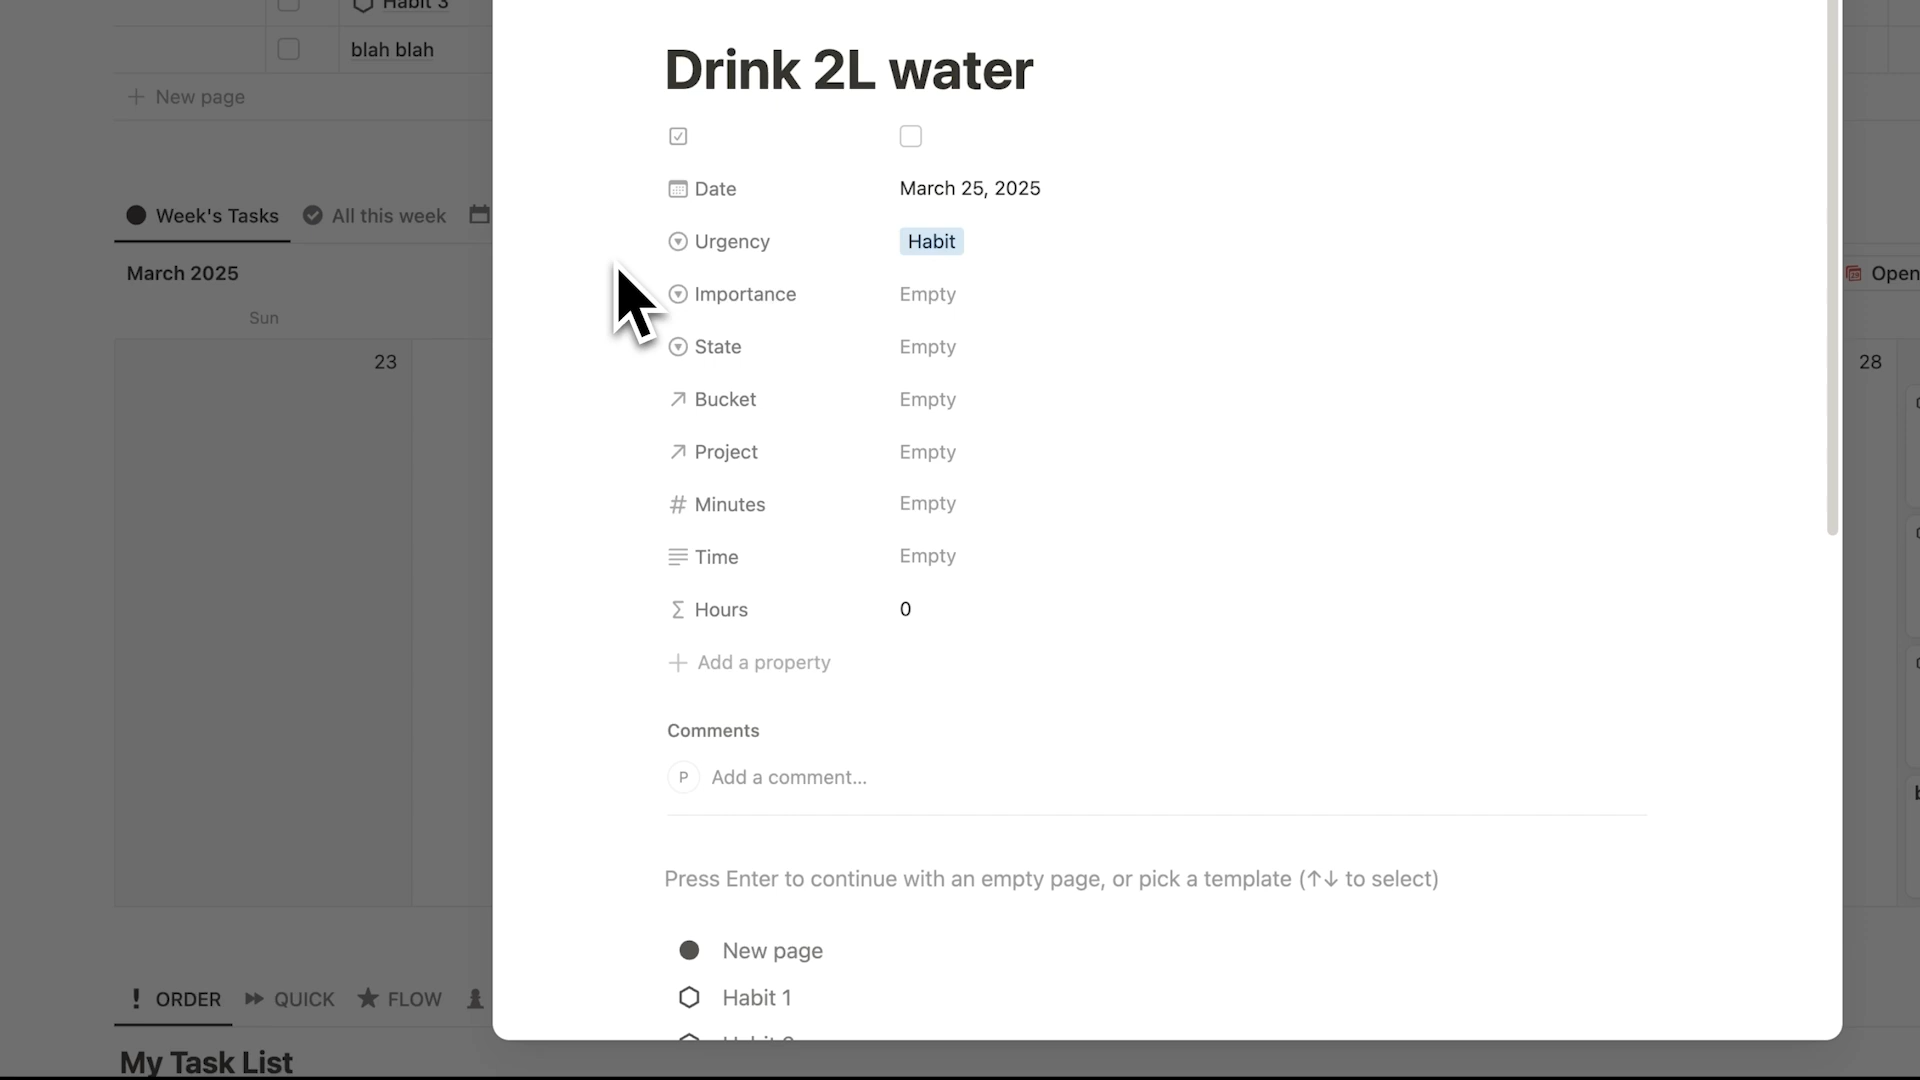 Habit 3
blah blah
New page
Week's Tasks
All this week
March 2025
Sun
23
ORDER
QUICK
FLOW
My Task List
Drink 2L water
Date
March 25, 2025
Urgency
Habit
Importance
Empty
State
Empty
Bucket
Empty
Project
Empty
Minutes
Empty
Time
Empty
Hours
0
Add a property
Comments
P
Add a comment...
Press Enter to continue with an empty page, or pick a template (↑↓ to select)
New page
Habit 1
Open
28